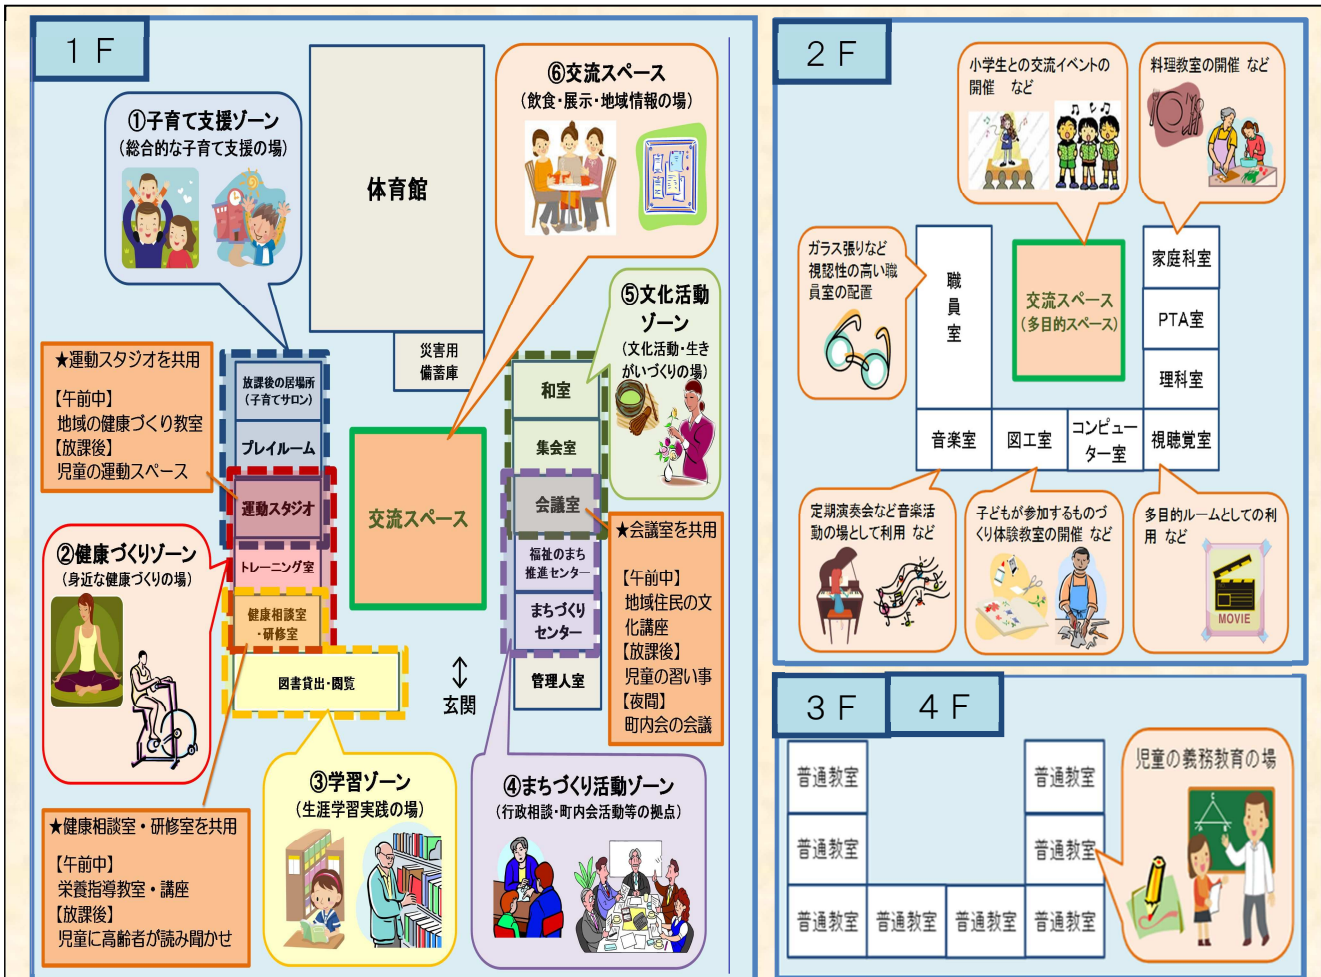 １Ｆ
①子育て支援ゾーン
(総合的な子育て支援の場)
体育館
⑥交流スペース
(飲食・展示・地域情報の場)
⑤文化活動
ゾーン
(文化活動・生き
がいづくりの場)
災害用
備蓄庫
★運動スタジオを共用
【午前中】
地域の健康づくり教室
【放課後】
児童の運動スペース
放課後の居場所
(子育てサロン)
プレイルーム
運動スタジオ
トレーニング室
健康相談室
・研修室
図書貸出・閲覧
交流スペース
玄関
和室
集会室
会議室
福祉のまち
推進センター
まちづくり
センター
管理人室
★会議室を共用
【午前中】
地域住民の文
化講座
【放課後】
児童の習い事
【夜間】
町内会の会議
②健康づくりゾーン
(身近な健康づくりの場)
★健康相談室・研修室を共用
【午前中】
栄養指導教室・講座
【放課後】
児童に高齢者が読み聞かせ
③学習ゾーン
(生涯学習実践の場)
④まちづくり活動ゾーン
(行政相談・町内会活動等の拠点)
２Ｆ
小学生との交流イベントの
開催 など
料理教室の開催 など
ガラス張りなど
視認性の高い職
員室の配置
職員室
交流スペース
(多目的スペース)
家庭科室
PTA室
理科室
音楽室
図工室
コンピュー
ター室
視聴覚室
定期演奏会など音楽活
動の場として利用 など
子どもが参加するものづ
くり体験教室の開催 など
多目的ルームとしての利
用 など
MOVIE
３Ｆ
４Ｆ
普通教室
普通教室
普通教室
普通教室
普通教室
普通教室
普通教室
普通教室
児童の義務教育の場